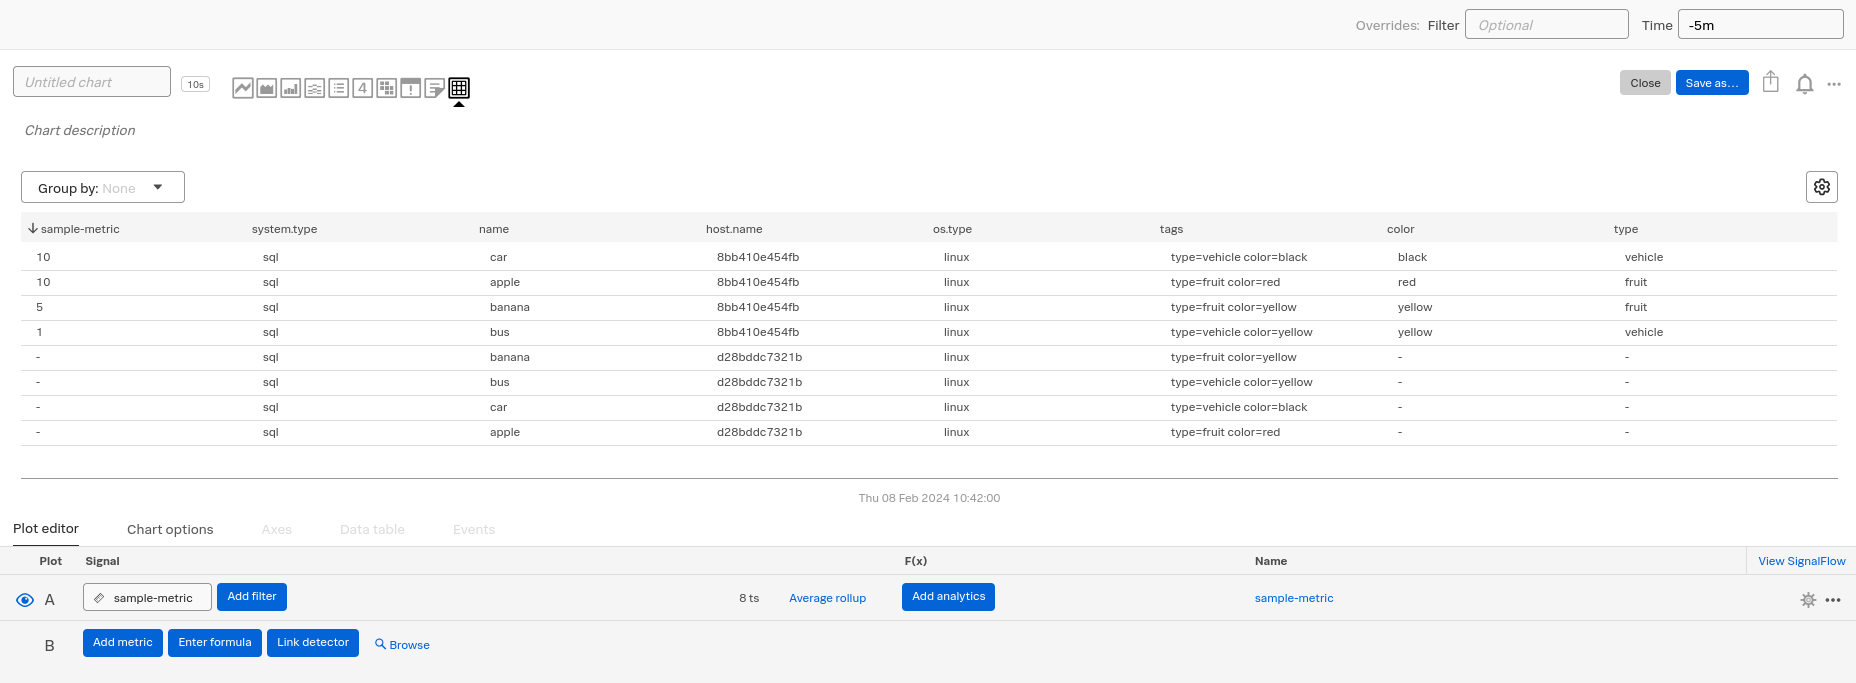 Overrides: Filter Optional Time -5m
Untitled chart 10s 4 Close Save as...
Chart description
Group by: None
sample-metric system.type name host.name os.type tags color type
10 sql car 8bb410e454fb linux type=vehicle color=black black vehicle
10 sql apple 8bb410e454fb linux type=fruit color=red red fruit
5 sql banana 8bb410e454fb linux type=fruit color=yellow yellow fruit
1 sql bus 8bb410e454fb linux type=vehicle color=yellow yellow vehicle
- sql banana d28bddc7321b linux type=fruit color=yellow - -
- sql bus d28bddc7321b linux type=vehicle color=yellow - -
- sql car d28bddc7321b linux type=vehicle color=black - -
- sql apple d28bddc7321b linux type=fruit color=red - -
Thu 08 Feb 2024 10:42:00
Plot editor Chart options Axes Data table Events
Plot Signal F(x) Name View SignalFlow
A sample-metric Add filter 8 ts Average rollup Add analytics sample-metric
B Add metric Enter formula Link detector Browse